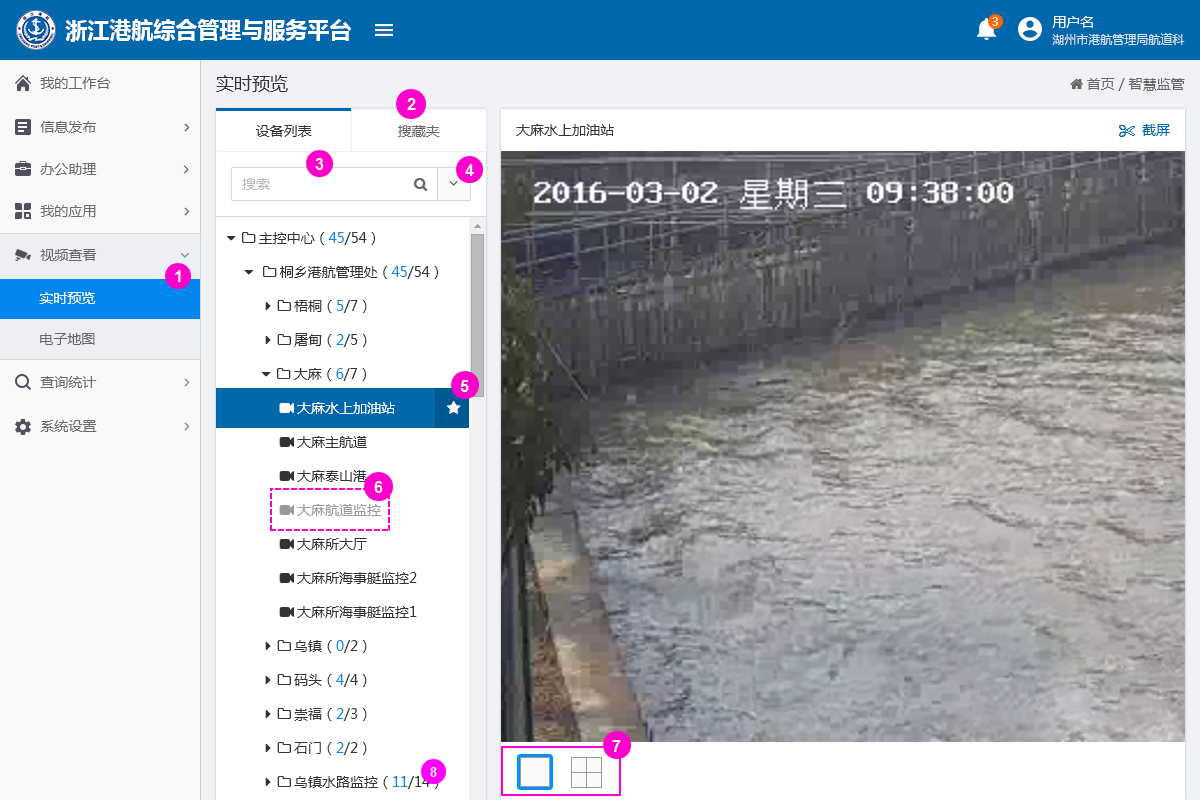 浙江港航综合管理与服务平台
3
用户名
湖州市港航管理局航道科
我的工作台
信息发布
办公助理
我的应用
视频查看
1
实时预览
电子地图
查询统计
系统设置
实时预览
首页 / 智慧监管
设备列表
2
搜藏夹
3
4
搜索
主控中心 ( 45/54 )
桐乡港航管理处 ( 45/54 )
梧桐 ( 5/7 )
屠甸 ( 2/5 )
大麻 ( 6/7 )
5
大麻水上加油站
大麻主航道
大麻泰山港
6
大麻航道监控
大麻所大厅
大麻所海事艇监控2
大麻所海事艇监控1
乌镇 ( 0/2 )
码头 ( 4/4 )
崇福 ( 2/3 )
石门 ( 2/2 )
8
乌镇水路监控 ( 11/14 )
大麻水上加油站
截屏
2016-03-02 星期三 09:38:00
7